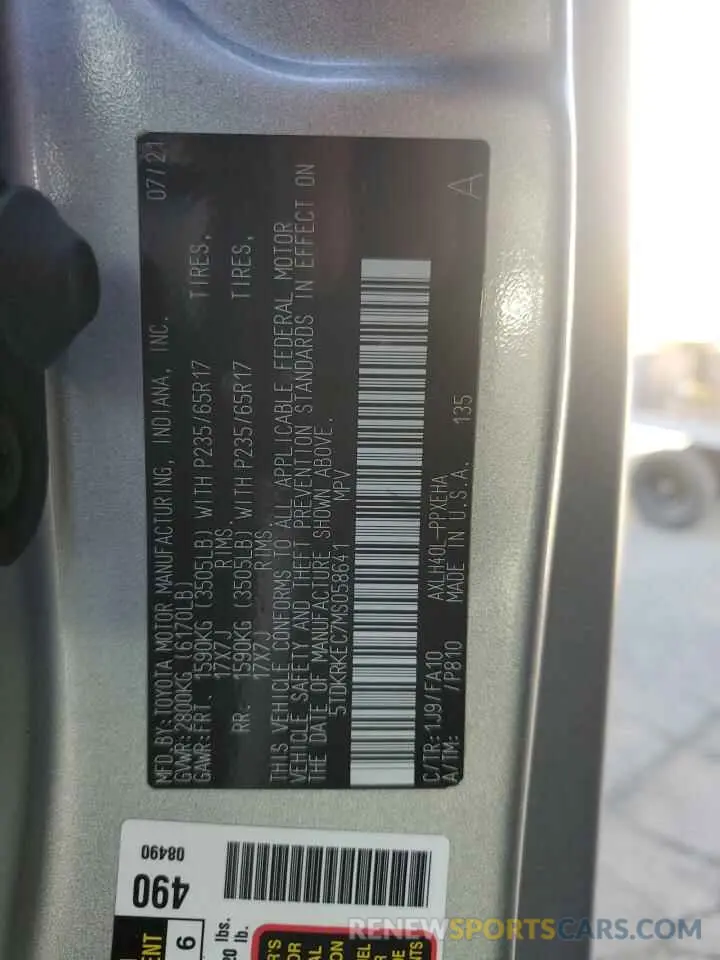 MFD.BY:TOYOTA MOTOR MANUFACTURING, INDIANA, INC. 07/21
GVWR:2800KG (6170LB)
GAWR:FRT. 1590KG (3505LB) WITH P235/65R17 TIRES,
17X7J RIMS.
RR. 1590KG (3505LB) WITH P235/65R17 TIRES,
17X7J RIMS.
THIS VEHICLE CONFORMS TO ALL APPLICABLE FEDERAL MOTOR
VEHICLE SAFETY AND THEFT PREVENTION STANDARDS IN EFFECT ON
THE DATE OF MANUFACTURE SHOWN ABOVE.
5TDKRKEC7MS058641 MPV
C/TR:1J9/FA10 AXLH40L-PPXEHA
A/TM: /P810 MADE IN U.S.A. 135
A
08490
490
6
lbs.
20 lb.
RENEWSPORTSCARS.COM